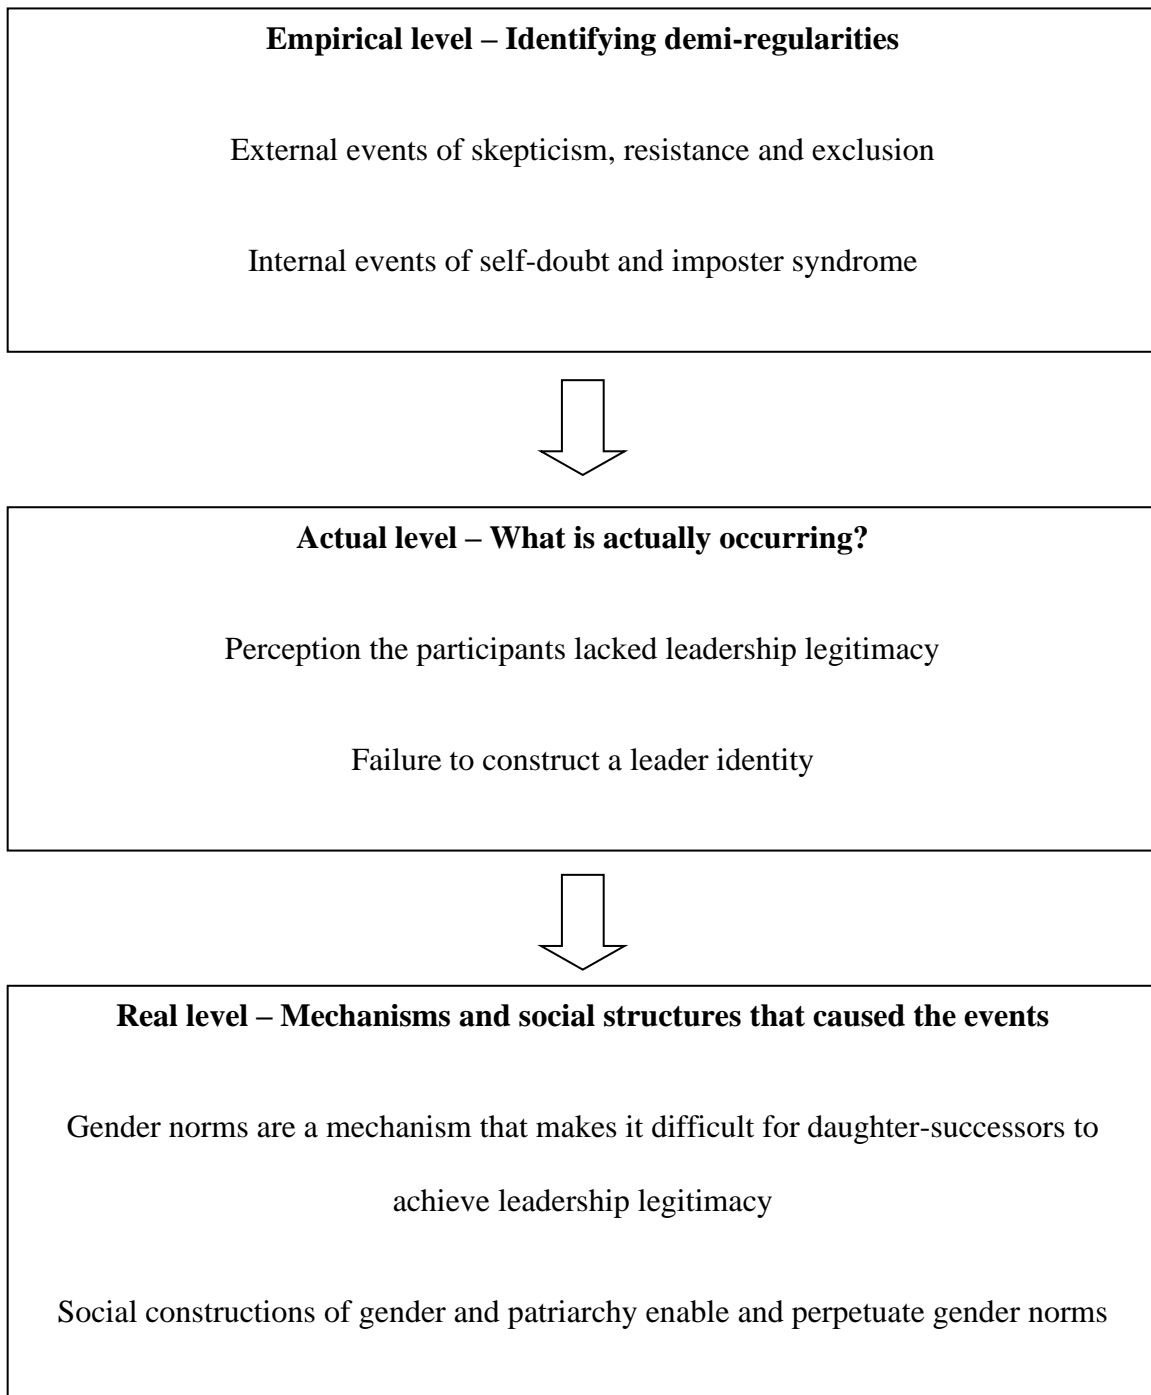 Empirical level – Identifying demi-regularities
External events of skepticism, resistance and exclusion
Internal events of self-doubt and imposter syndrome
Actual level – What is actually occurring?
Perception the participants lacked leadership legitimacy
Failure to construct a leader identity
Real level – Mechanisms and social structures that caused the events
Gender norms are a mechanism that makes it difficult for daughter-successors to
achieve leadership legitimacy
Social constructions of gender and patriarchy enable and perpetuate gender norms